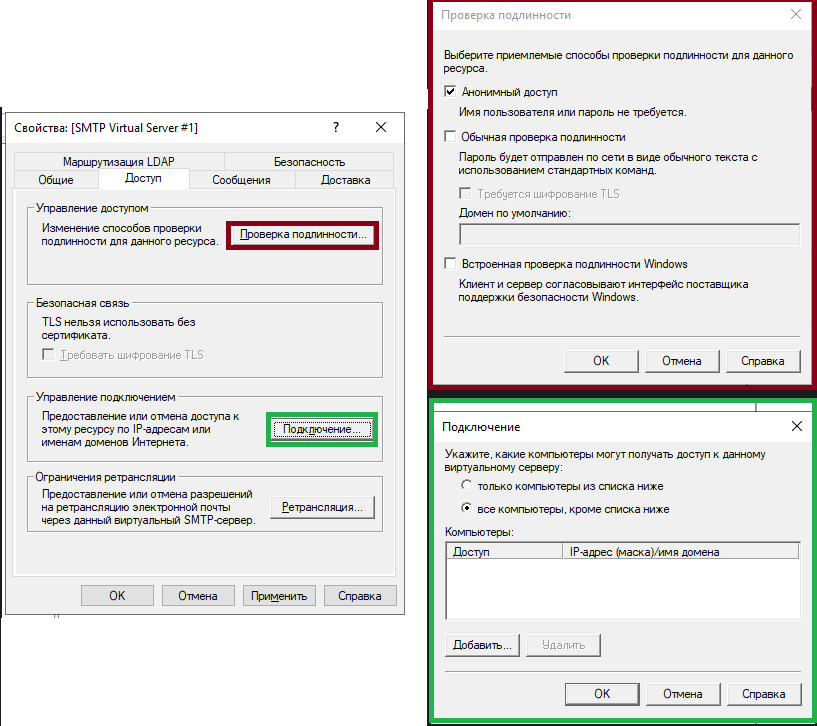 Свойства: [SMTP Virtual Server #1]
?
Маршрутизация LDAP
Безопасность
Общие
Доступ
Сообщения
Доставка
Управление доступом
Изменение способов проверки
подлинности для данного ресурса.
Проверка подлинности...
Безопасная связь
TLS нельзя использовать без
сертификата.
Требовать шифрование TLS
Управление подключением
Предоставление или отмена доступа к
этому ресурсу по IP-адресам или
именам доменов Интернета.
Подключение...
Ограничения ретрансляции
Предоставление или отмена разрешений
на ретрансляцию электронной почты
через данный виртуальный SMTP-сервер.
Ретрансляция...
OK
Отмена
Применить
Справка
Проверка подлинности
Выберите приемлемые способы проверки подлинности для данного
ресурса.
Анонимный доступ
Имя пользователя или пароль не требуется.
Обычная проверка подлинности
Пароль будет отправлен по сети в виде обычного текста с
использованием стандартных команд.
Требуется шифрование TLS
Домен по умолчанию:
Встроенная проверка подлинности Windows
Клиент и сервер согласовывают интерфейс поставщика
поддержки безопасности Windows.
OK
Отмена
Справка
Подключение
Укажите, какие компьютеры могут получать доступ к данному
виртуальному серверу:
только компьютеры из списка ниже
все компьютеры, кроме списка ниже
Компьютеры:
Доступ
IP-адрес (маска)/имя домена
Добавить...
Удалить
OK
Отмена
Справка